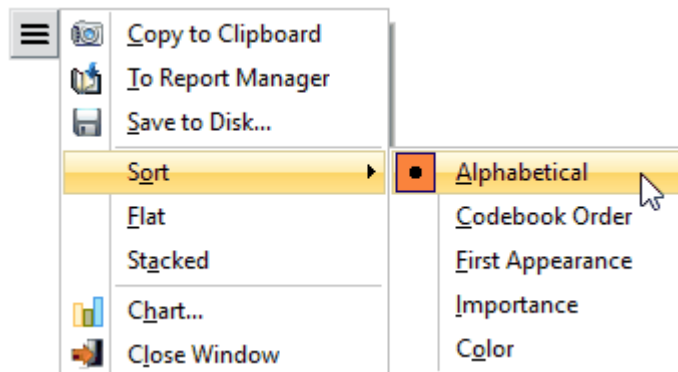 Copy to Clipboard
To Report Manager
Save to Disk...
Sort
Flat
Stacked
Chart...
Close Window
Alphabetical
Codebook Order
First Appearance
Importance
Color